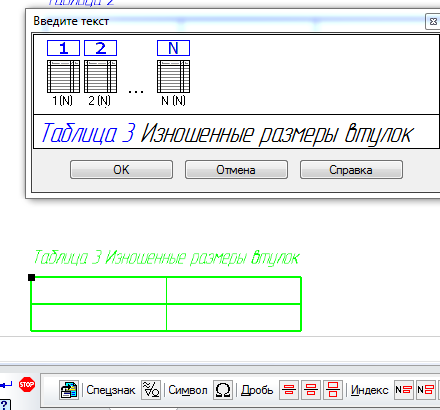 Таблица 2
Введите текст
1 2 N
1 (N) 2 (N) ... N (N)
Таблица 3 Изношенные размеры втулок
OK Отмена Справка
Таблица 3 Изношенные размеры втулок
STOP Спецзнак Символ Ω Дробь Индекс N N